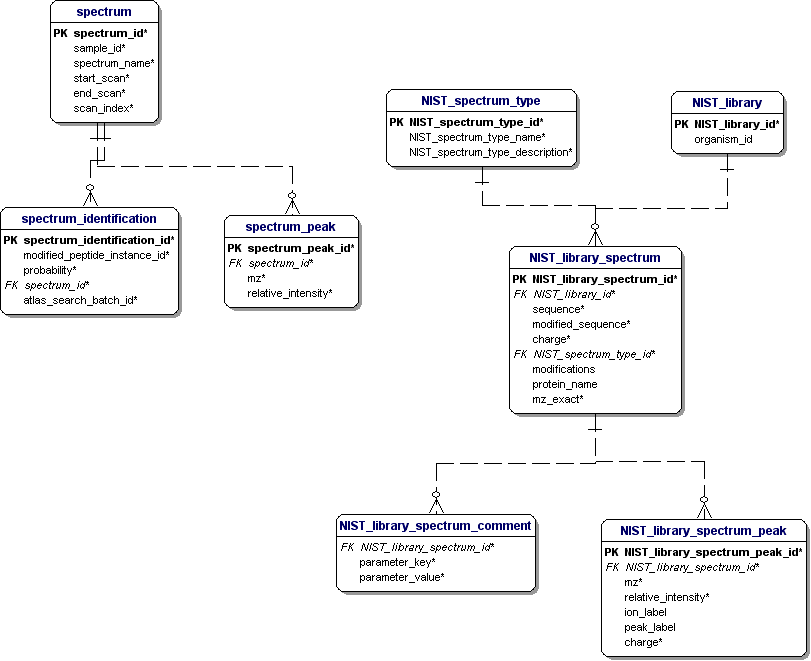 spectrum
PK spectrum_id*
sample_id*
spectrum_name*
start_scan*
end_scan*
scan_index*
NIST_spectrum_type
PK NIST_spectrum_type_id*
NIST_spectrum_type_name*
NIST_spectrum_type_description*
NIST_library
PK NIST_library_id*
organism_id
spectrum_identification
PK spectrum_identification_id*
modified_peptide_instance_id*
probability*
FK spectrum_id*
atlas_search_batch_id*
spectrum_peak
PK spectrum_peak_id*
FK spectrum_id*
mz*
relative_intensity*
NIST_library_spectrum
PK NIST_library_spectrum_id*
FK NIST_library_id*
sequence*
modified_sequence*
charge*
FK NIST_spectrum_type_id*
modifications
protein_name
mz_exact*
NIST_library_spectrum_comment
FK NIST_library_spectrum_id*
parameter_key*
parameter_value*
NIST_library_spectrum_peak
PK NIST_library_spectrum_peak_id*
FK NIST_library_spectrum_id*
mz*
relative_intensity*
ion_label
peak_label
charge*